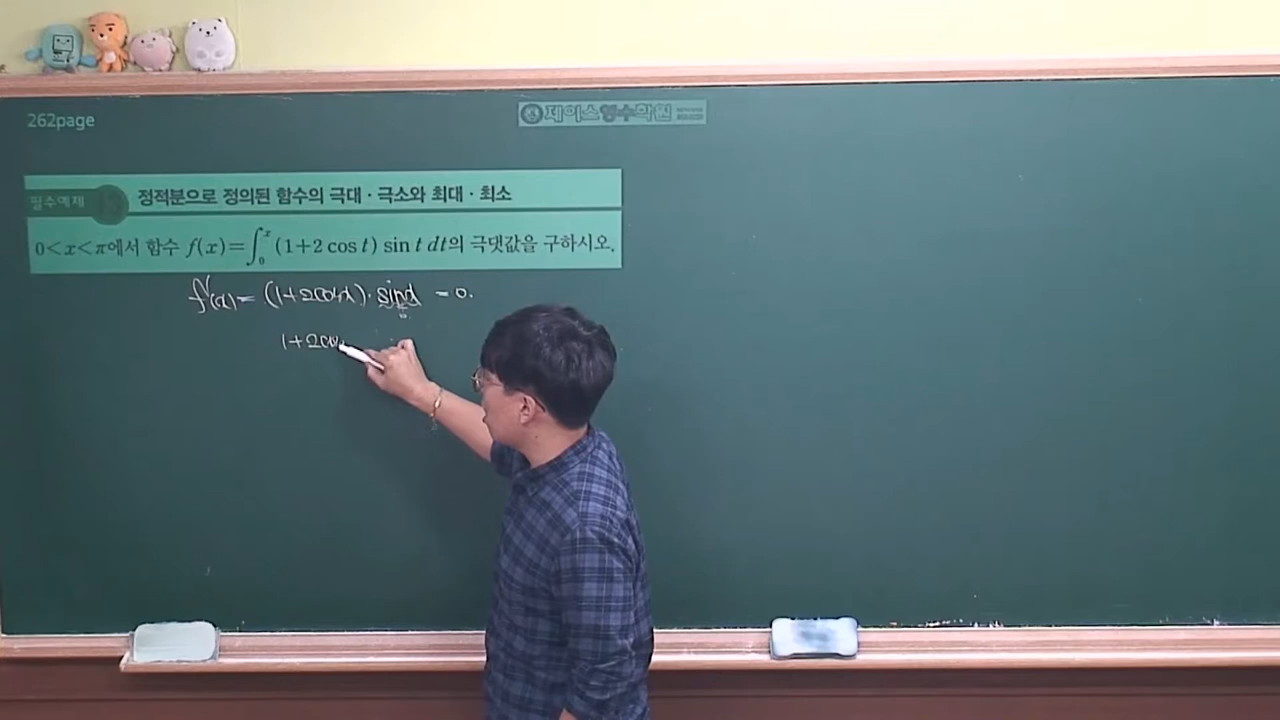 262page
제이스영수학원
필수예제
정적분으로 정의된 함수의 극대 · 극소와 최대 · 최소
0<x<π에서 함수 f(x)=∫₀ˣ(1+2 cos t) sin t dt의 극댓값을 구하시오.
f'(x)= (1+2cosx)·sinx =0.
1+2cos